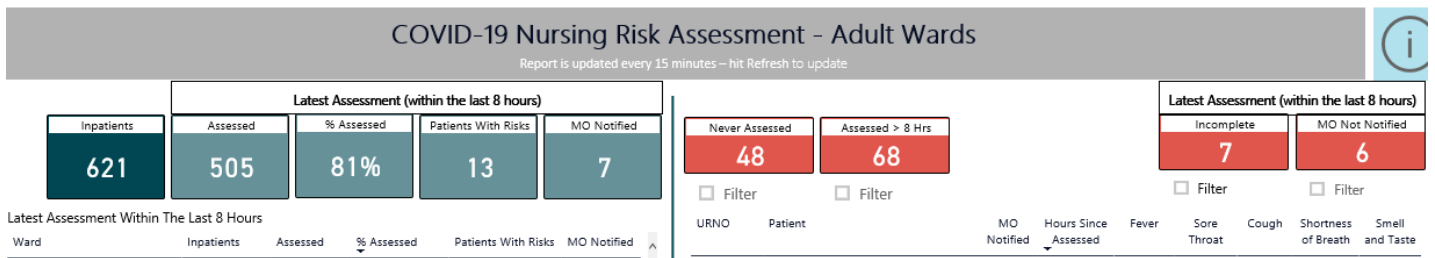 COVID-19 Nursing Risk Assessment - Adult Wards
Report is updated every 15 minutes – hit Refresh to update
i
Latest Assessment (within the last 8 hours)
Inpatients
621
Assessed
505
% Assessed
81%
Patients With Risks
13
MO Notified
7
Never Assessed
48
Filter
Assessed > 8 Hrs
68
Filter
Latest Assessment (within the last 8 hours)
Incomplete
7
Filter
MO Not Notified
6
Filter
Latest Assessment Within The Last 8 Hours
Ward Inpatients Assessed % Assessed Patients With Risks MO Notified
URNO Patient MO Notified Hours Since Assessed Fever Sore Throat Cough Shortness of Breath Smell and Taste